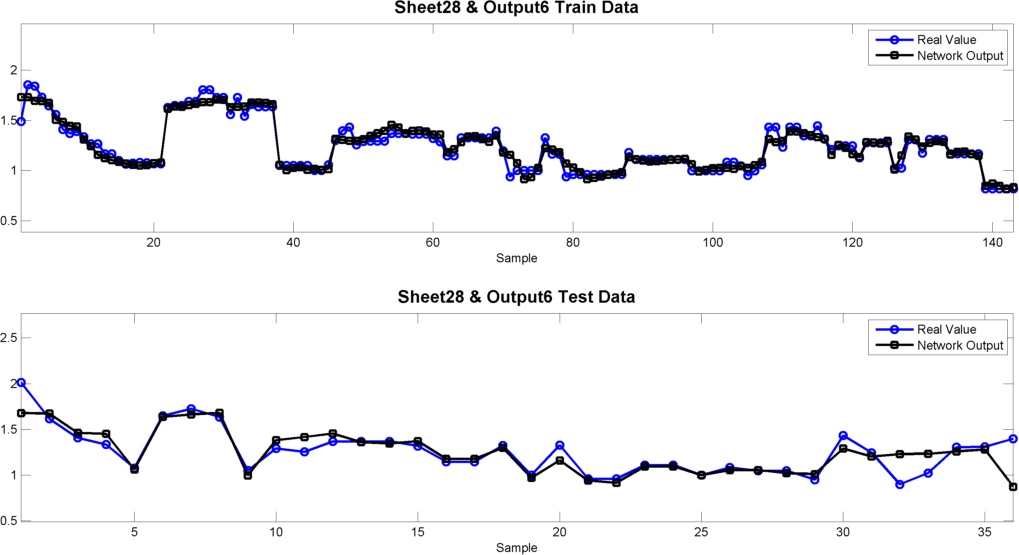 Sheet28 & Output6 Train Data
Real Value
Network Output
2
1.5
1
0.5
20 40 60 80 100 120 140
Sample
Sheet28 & Output6 Test Data
Real Value
Network Output
2.5
2
1.5
1
0.5
5 10 15 20 25 30 35
Sample